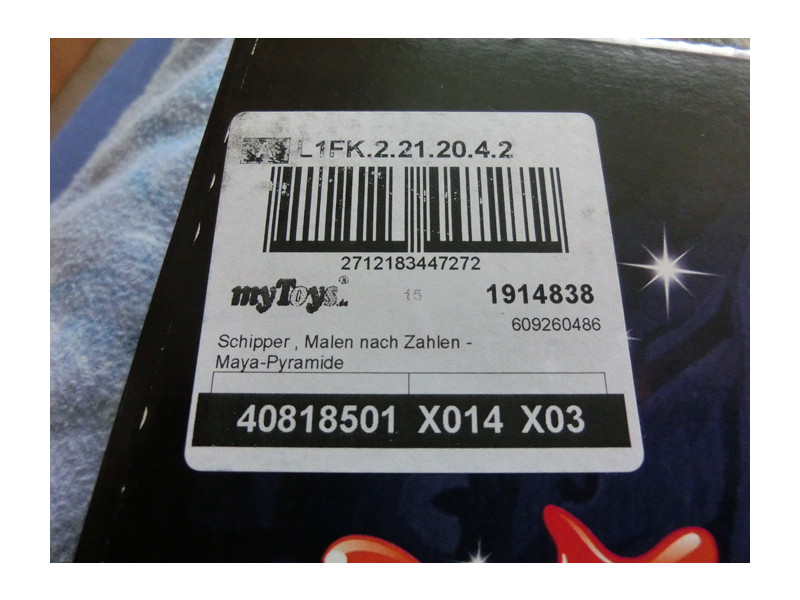 A1 L1FK.2.21.20.4.2
2712183447272
myToys.de® 15 1914838
609260486
Schipper , Malen nach Zahlen -
Maya-Pyramide
40818501 X014 X03